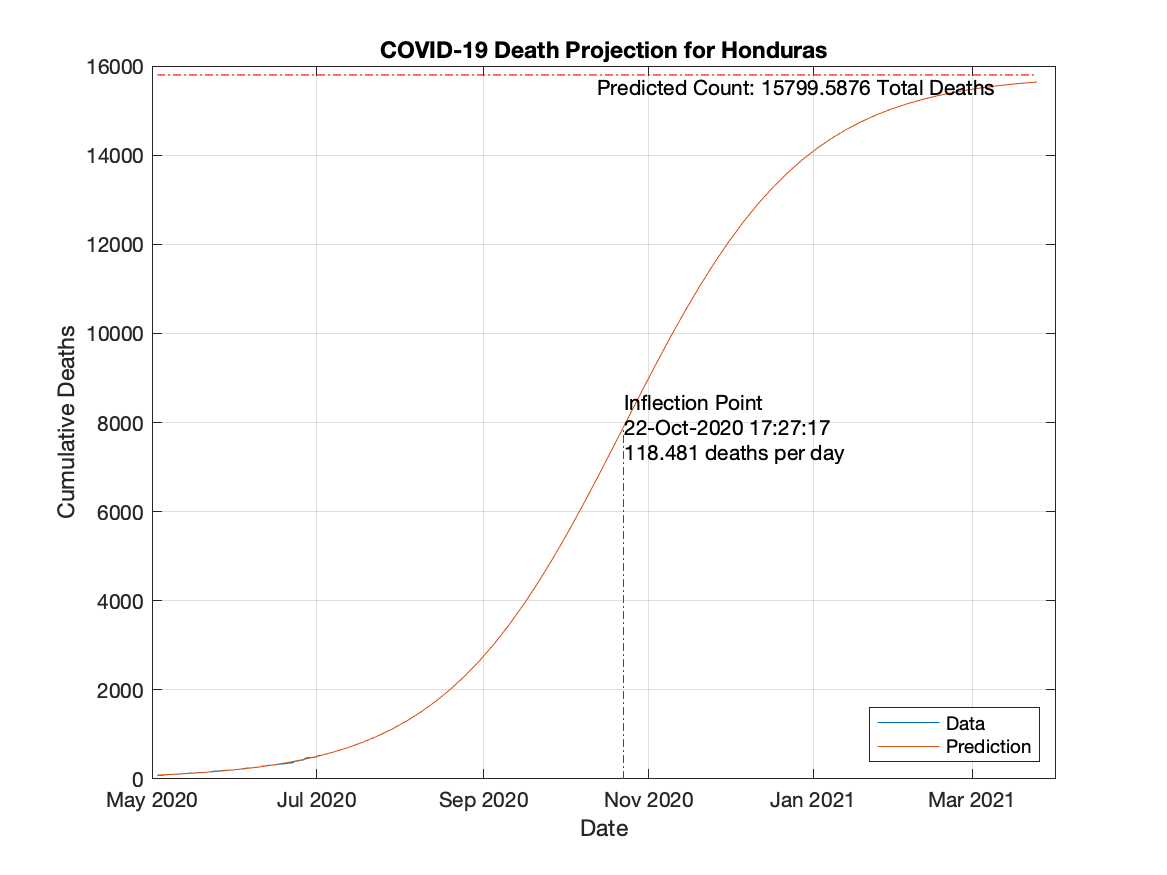 COVID-19 Death Projection for Honduras
16000
Predicted Count: 15799.5876 Total Deaths
14000
12000
10000
Inflection Point
8000
22-Oct-2020 17:27:17
118.481 deaths per day
6000
4000
2000
0
Cumulative Deaths
Data
Prediction
May 2020 Jul 2020 Sep 2020 Nov 2020 Jan 2021 Mar 2021
Date